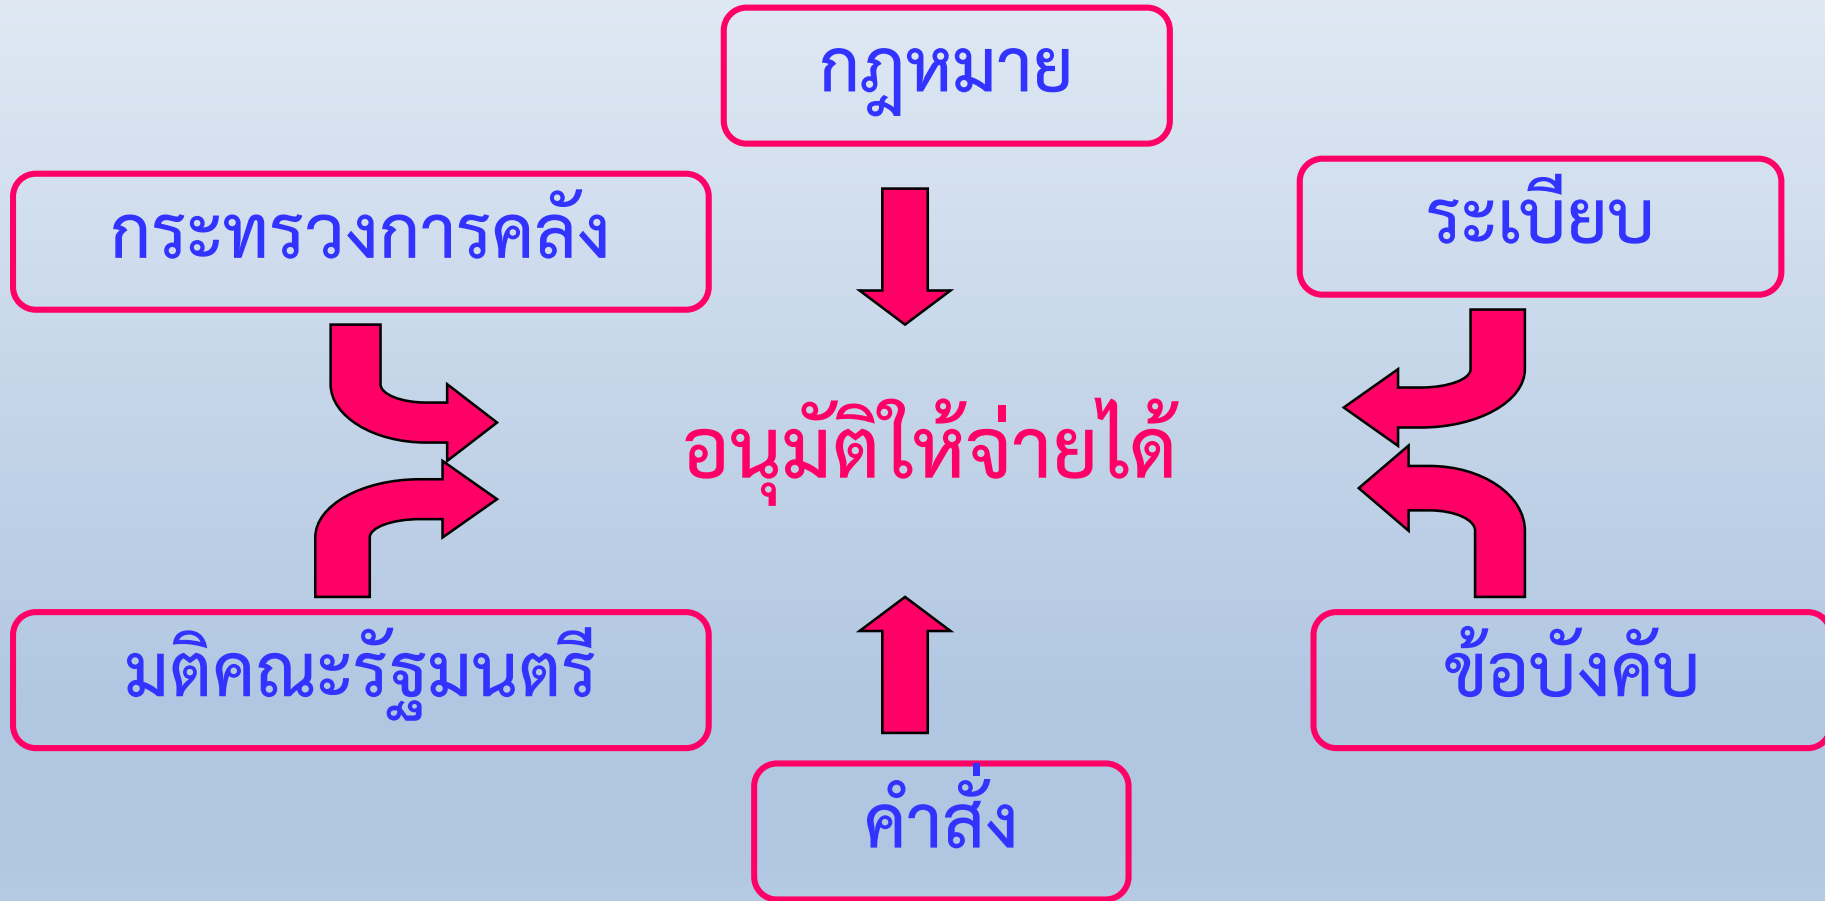 กฎหมาย
กระทรวงการคลัง
ระเบียบ
อนุมัติให้จ่ายได้
มติคณะรัฐมนตรี
ข้อบังคับ
คำสั่ง